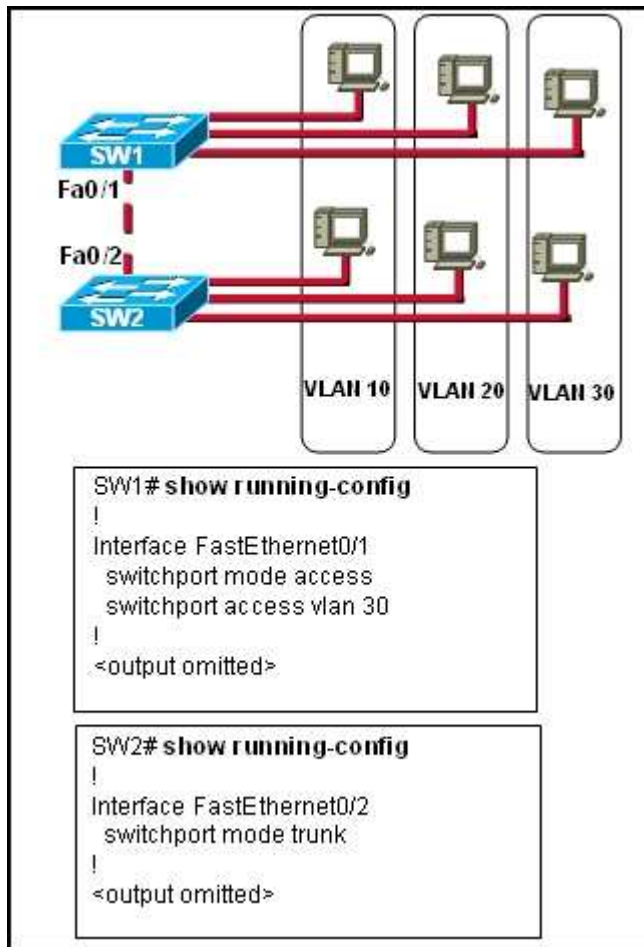 SW1
Fa0/1
Fa0/2
SW2
VLAN 10
VLAN 20
VLAN 30
SW1# show running-config
!
Interface FastEthernet0/1
switchport mode access
switchport access vlan 30
!
<output omitted>
SW2# show running-config
!
Interface FastEthernet0/2
switchport mode trunk
!
<output omitted>